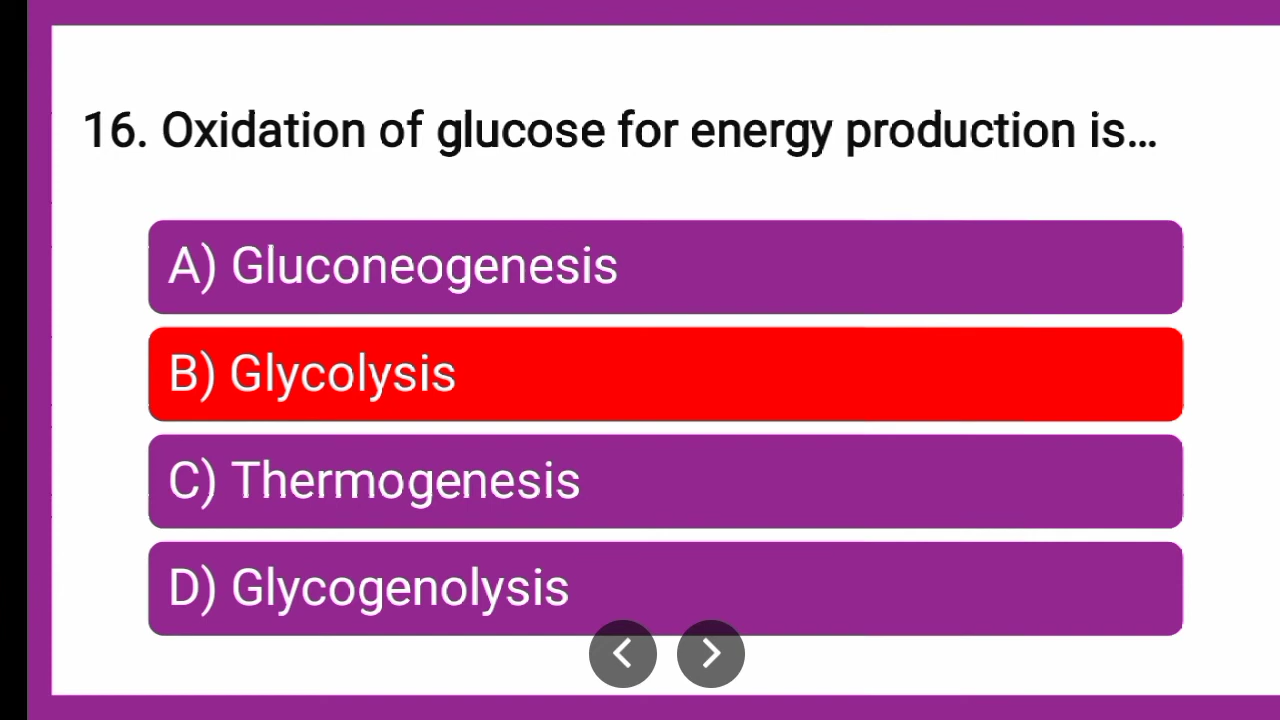 16. Oxidation of glucose for energy production is...
A) Gluconeogenesis
B) Glycolysis
C) Thermogenesis
D) Glycogenolysis